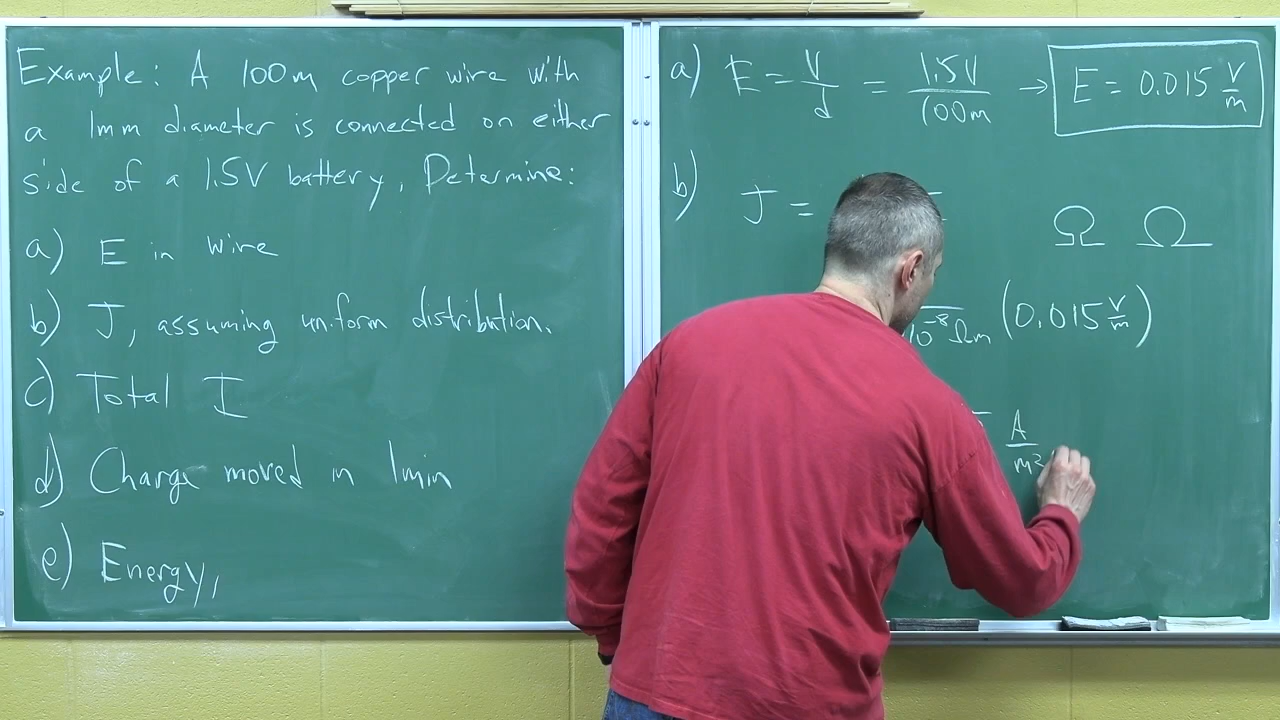 Example: A 100m copper wire with
a 1mm diameter is connected on either
side of a 1.5V battery. Determine:
a) E in wire
b) J, assuming uniform distribution.
c) Total I
d) Charge moved in 1min
e) Energy,
a) E = V/d = 1.5V/100m → E = 0.015 V/m
b) J =
Ω Ω
10⁻⁸ Ωm (0.015 V/m)
A/m²